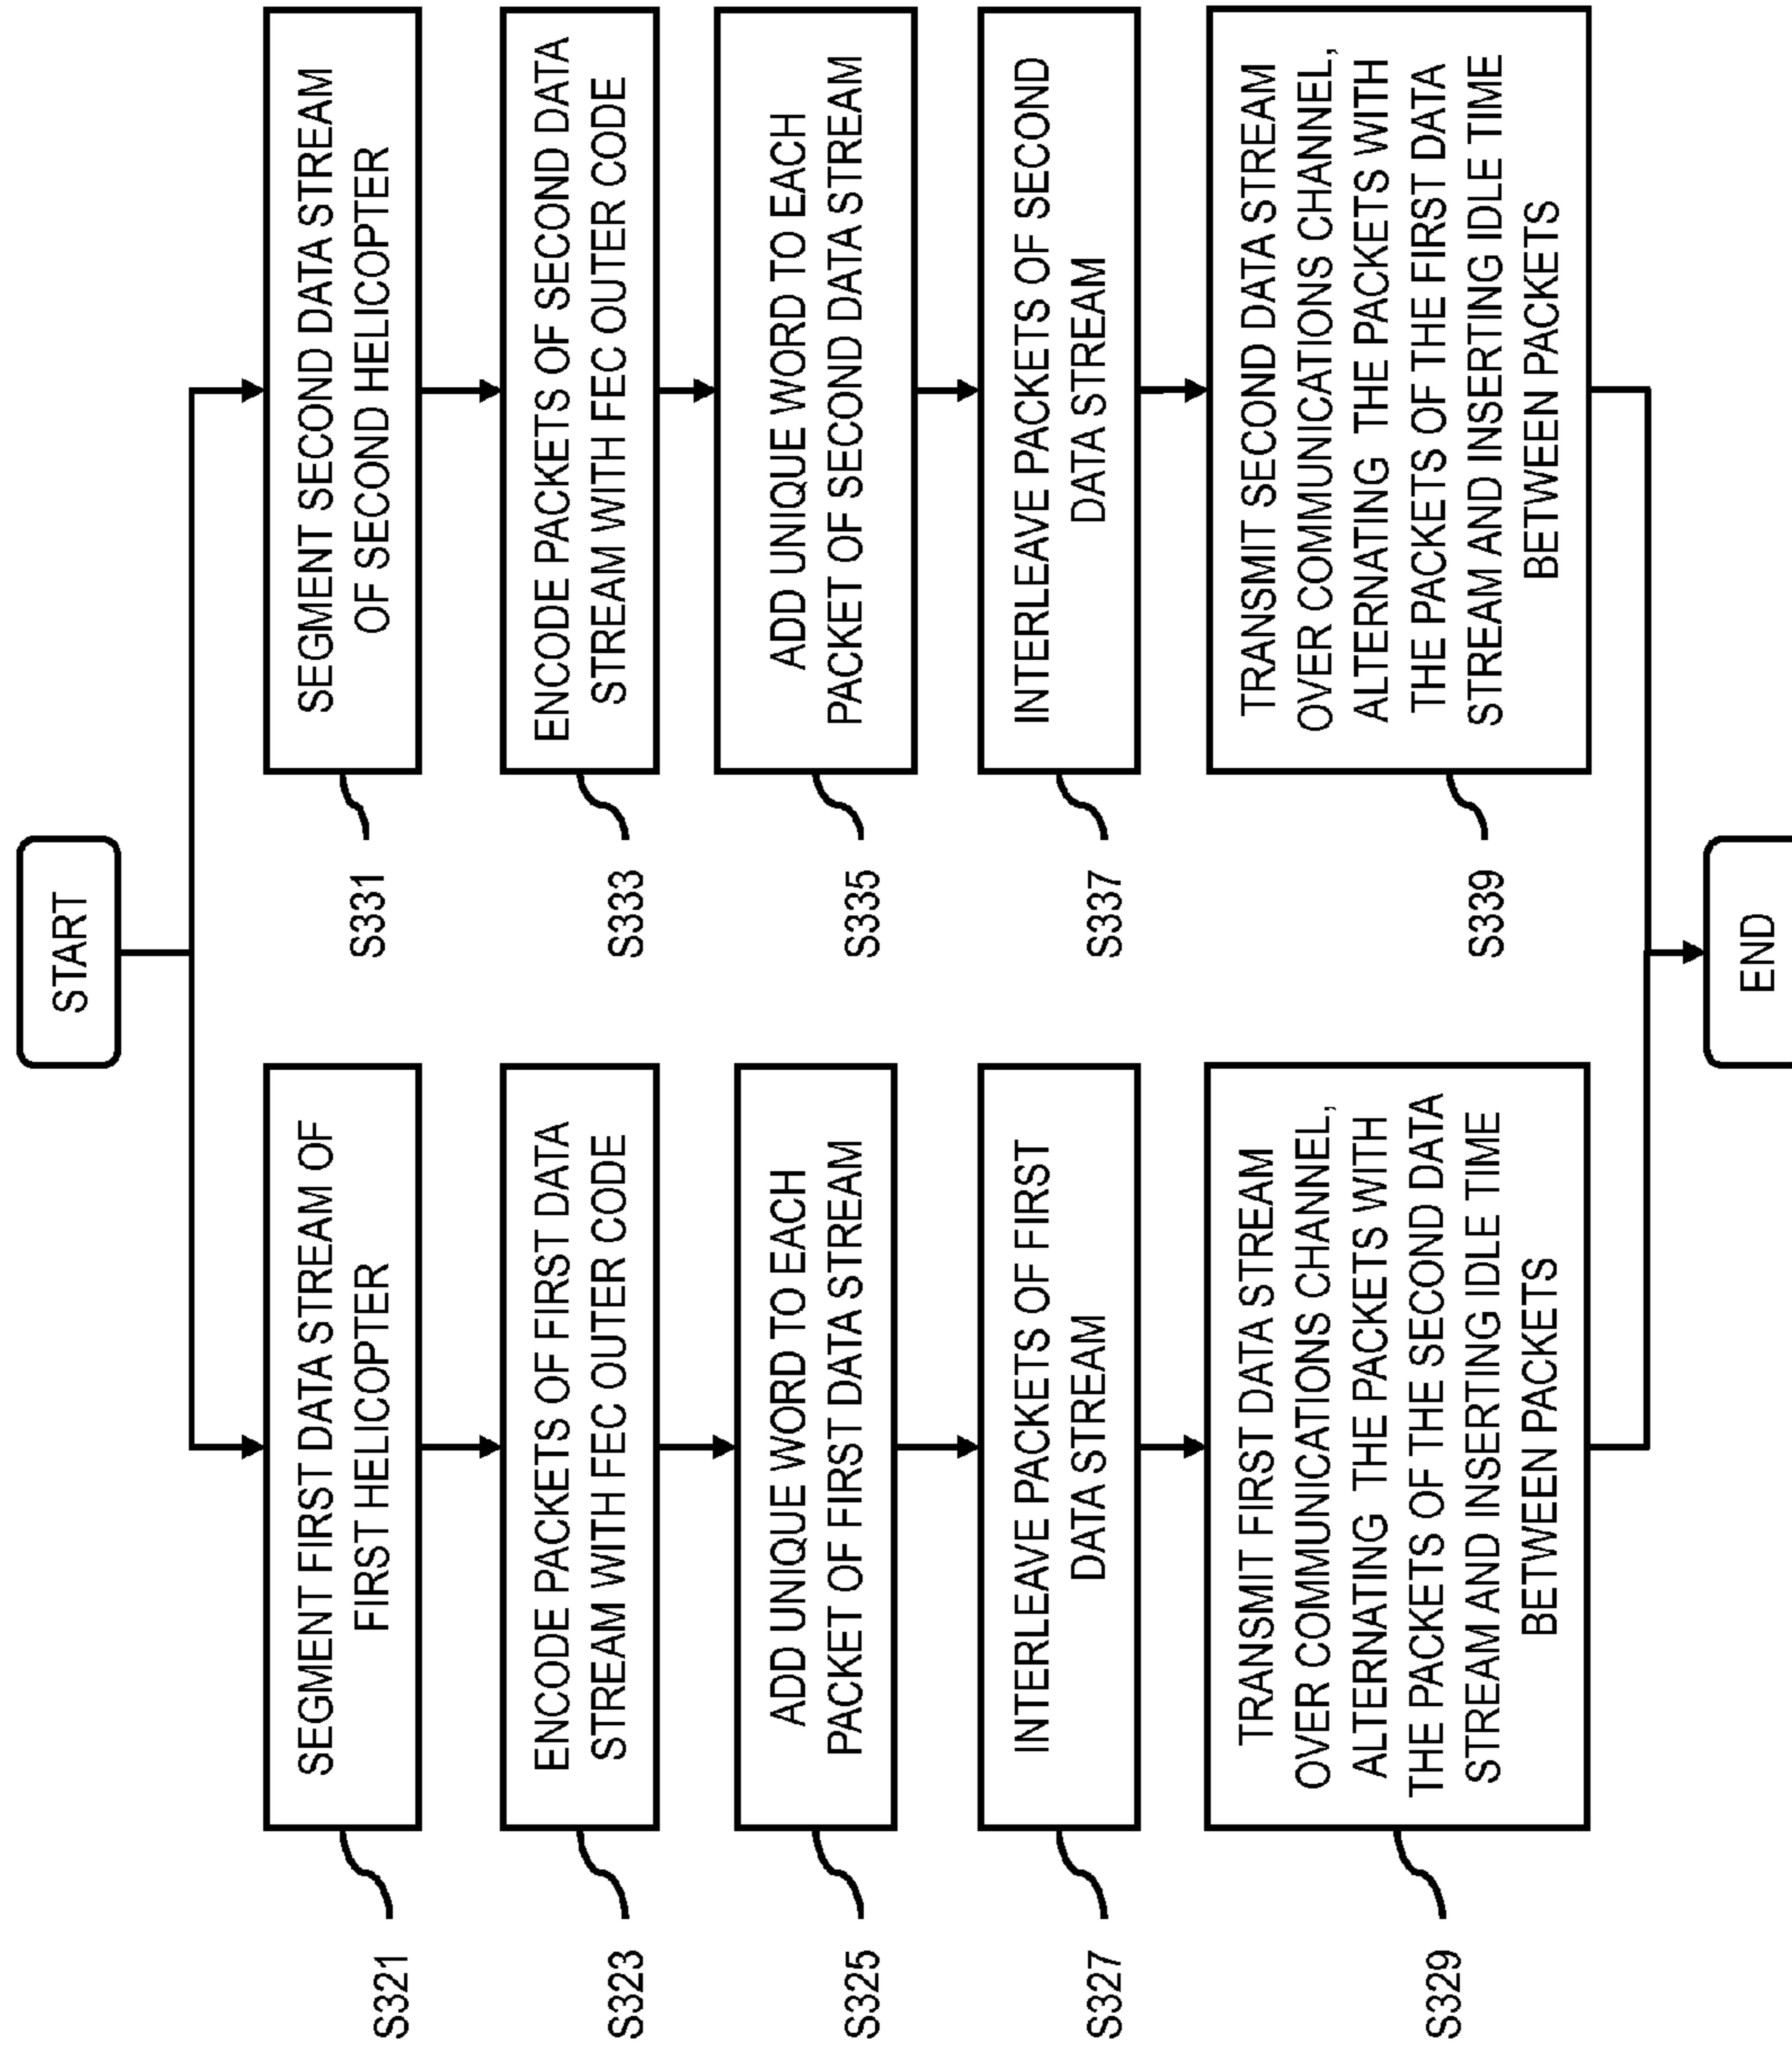 START
SEGMENT FIRST DATA STREAM OF
FIRST HELICOPTER
S321
ENCODE PACKETS OF FIRST DATA
STREAM WITH FEC OUTER CODE
S323
ADD UNIQUE WORD TO EACH
PACKET OF FIRST DATA STREAM
S325
INTERLEAVE PACKETS OF FIRST
DATA STREAM
S327
TRANSMIT FIRST DATA STREAM
OVER COMMUNICATIONS CHANNEL,
ALTERNATING THE PACKETS WITH
THE PACKETS OF THE SECOND DATA
STREAM AND INSERTING IDLE TIME
BETWEEN PACKETS
S329
SEGMENT SECOND DATA STREAM
OF SECOND HELICOPTER
S331
ENCODE PACKETS OF SECOND DATA
STREAM WITH FEC OUTER CODE
S333
ADD UNIQUE WORD TO EACH
PACKET OF SECOND DATA STREAM
S335
INTERLEAVE PACKETS OF SECOND
DATA STREAM
S337
TRANSMIT SECOND DATA STREAM
OVER COMMUNICATIONS CHANNEL,
ALTERNATING THE PACKETS WITH
THE PACKETS OF THE FIRST DATA
STREAM AND INSERTING IDLE TIME
BETWEEN PACKETS
S339
END